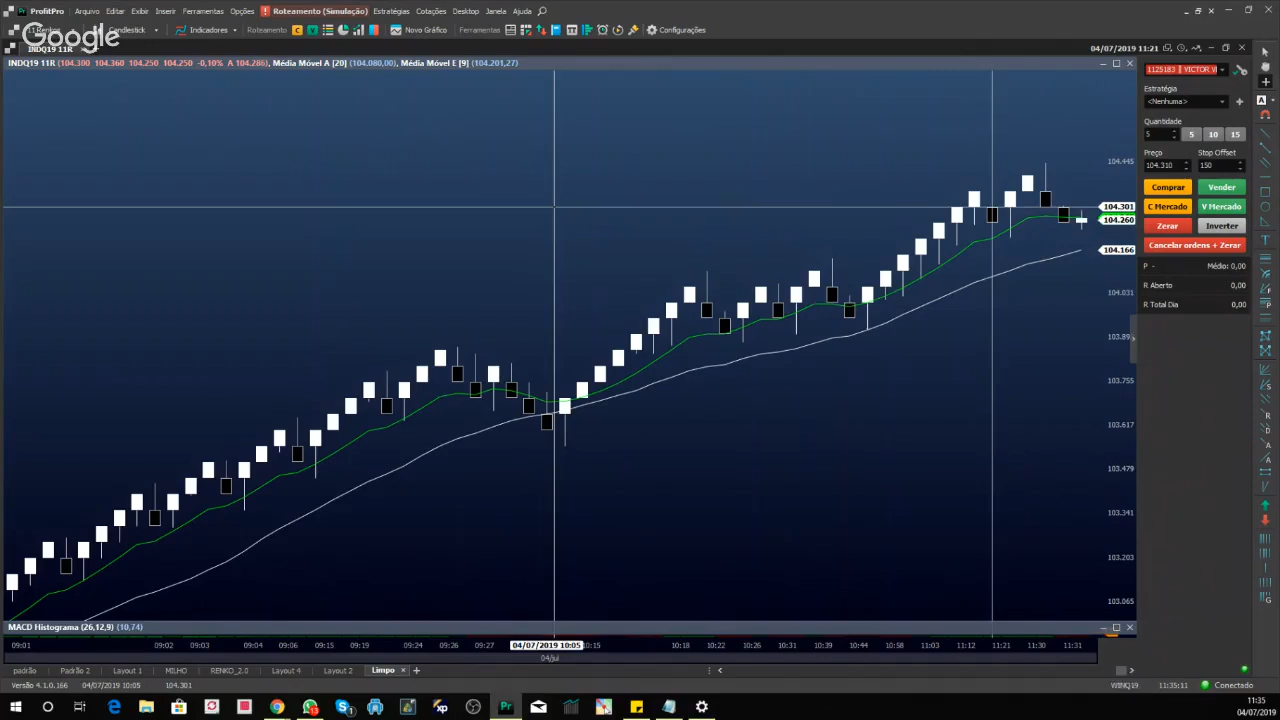 ProfitPro Arquivo Editar Exibir Inserir Ferramentas Opções Roteamento (Simulação) Estratégias Cotações Desktop Janela Ajuda
Candlestick Indicadores Roteamento C V Novo Gráfico Ferramentas Configurações
Google
INDQ19 11R
04/07/2019 11:21
INDQ19 11R (104.300 104.360 104.250 104.250 -0,10% A 104.286), Média Móvel A [20] (104.080,00), Média Móvel E [9] (104.201,27)
1125183
Estratégia
<Nenhuma>
Quantidade
5 5 10 15
Preço Stop Offset
104.310 150
Comprar Vender
C Mercado V Mercado
Zerar Inverter
Cancelar ordens + Zerar
P - Médio: 0,00
R Aberto 0,00
R Total Dia 0,00
104.445
104.301
104.260
104.166
104.031
103.755
103.617
103.479
103.341
103.203
103.065
MACD Histograma (26,12,9) (10,74)
09:01 09:02 09:03 09:04 09:15 09:19 09:24 09:26 09:27 04/07/2019 10:05 10:18 10:22 10:26 10:30 10:44 10:58 11:03 11:12 11:21 11:30 11:31
04/jul
padrão Padrão 2 Layout 1 MILHO RENKO_2.0 Layout 4 Layout 2 Limpo
Versão 4.1.0.166 04/07/2019 10:05 104.301 WINQ19 11:35:11 Conectado
13 1 xp Pr
11:35
04/07/2019